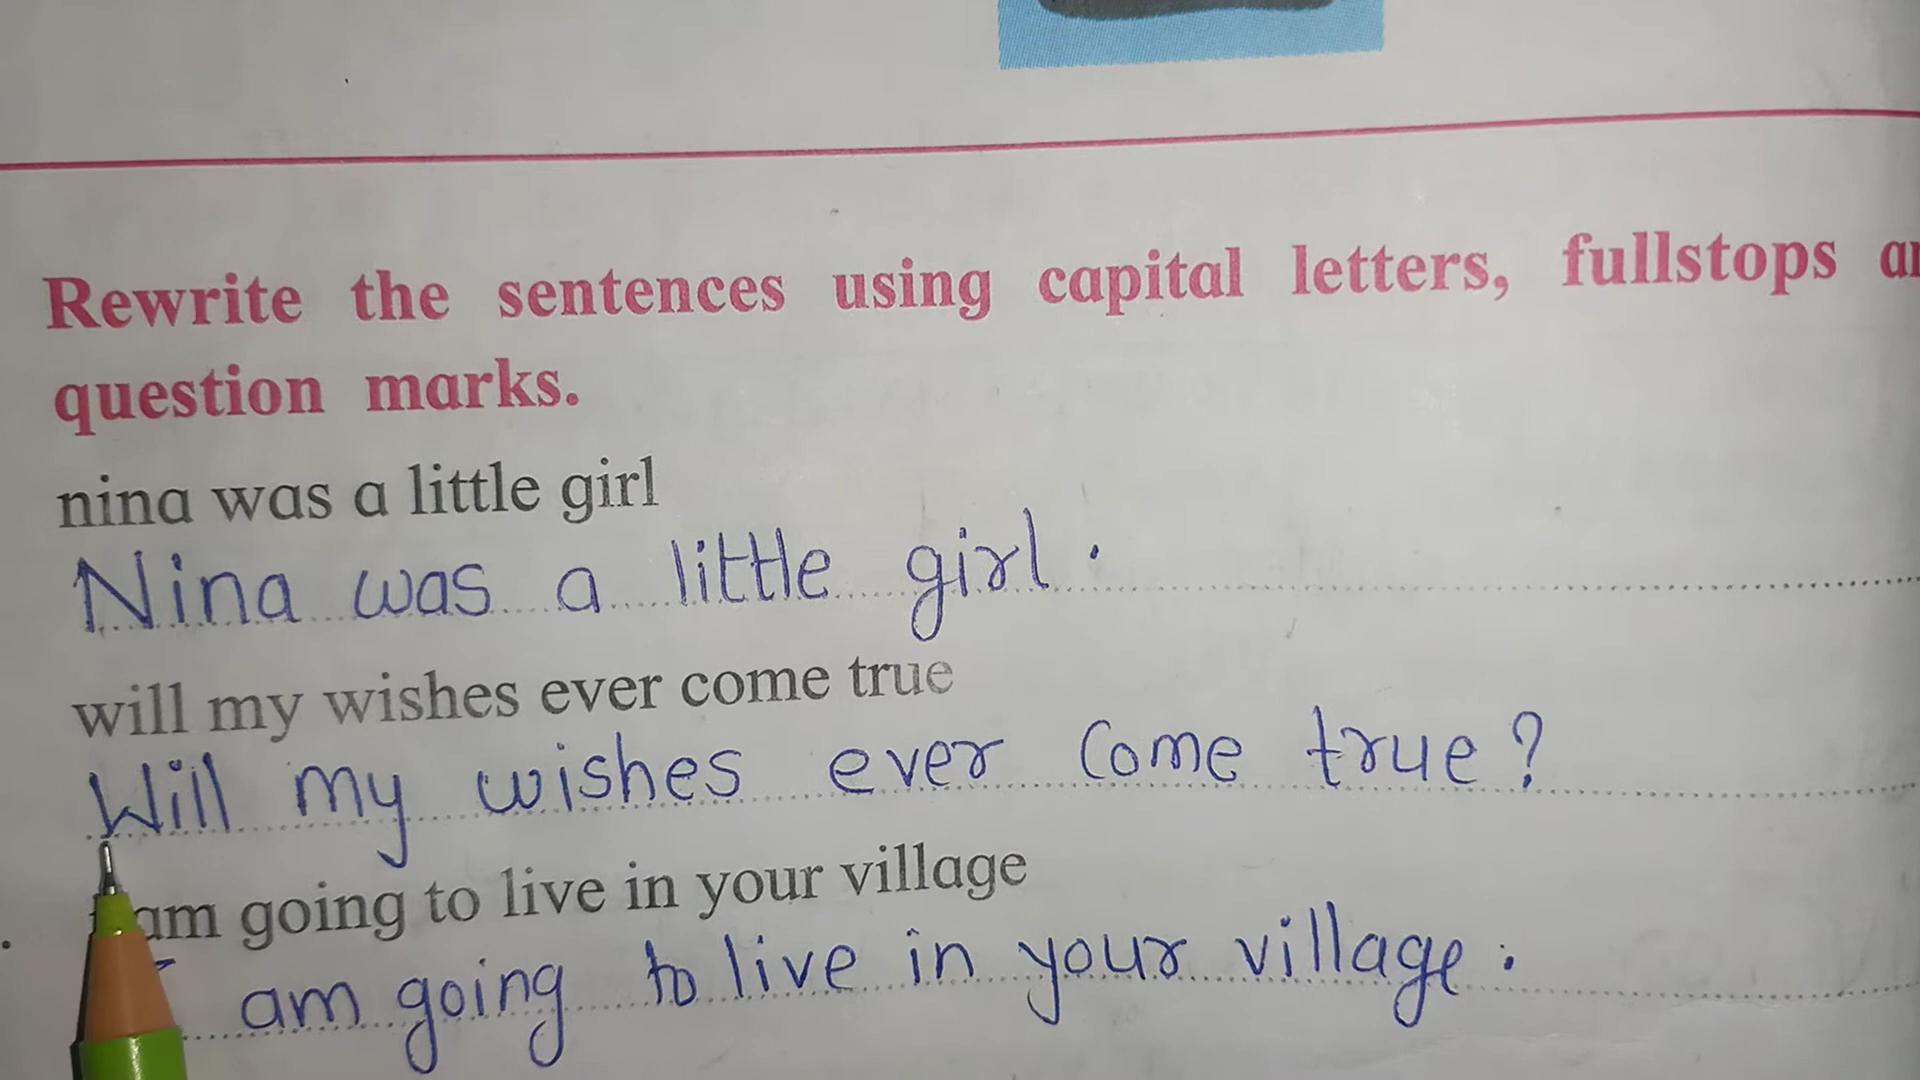 Rewrite the sentences using capital letters, fullstops
question marks.
nina was a little girl
Nina was a little girl.
will my wishes ever come true
Will my wishes ever come true?
am going to live in your village
am going to live in your village.